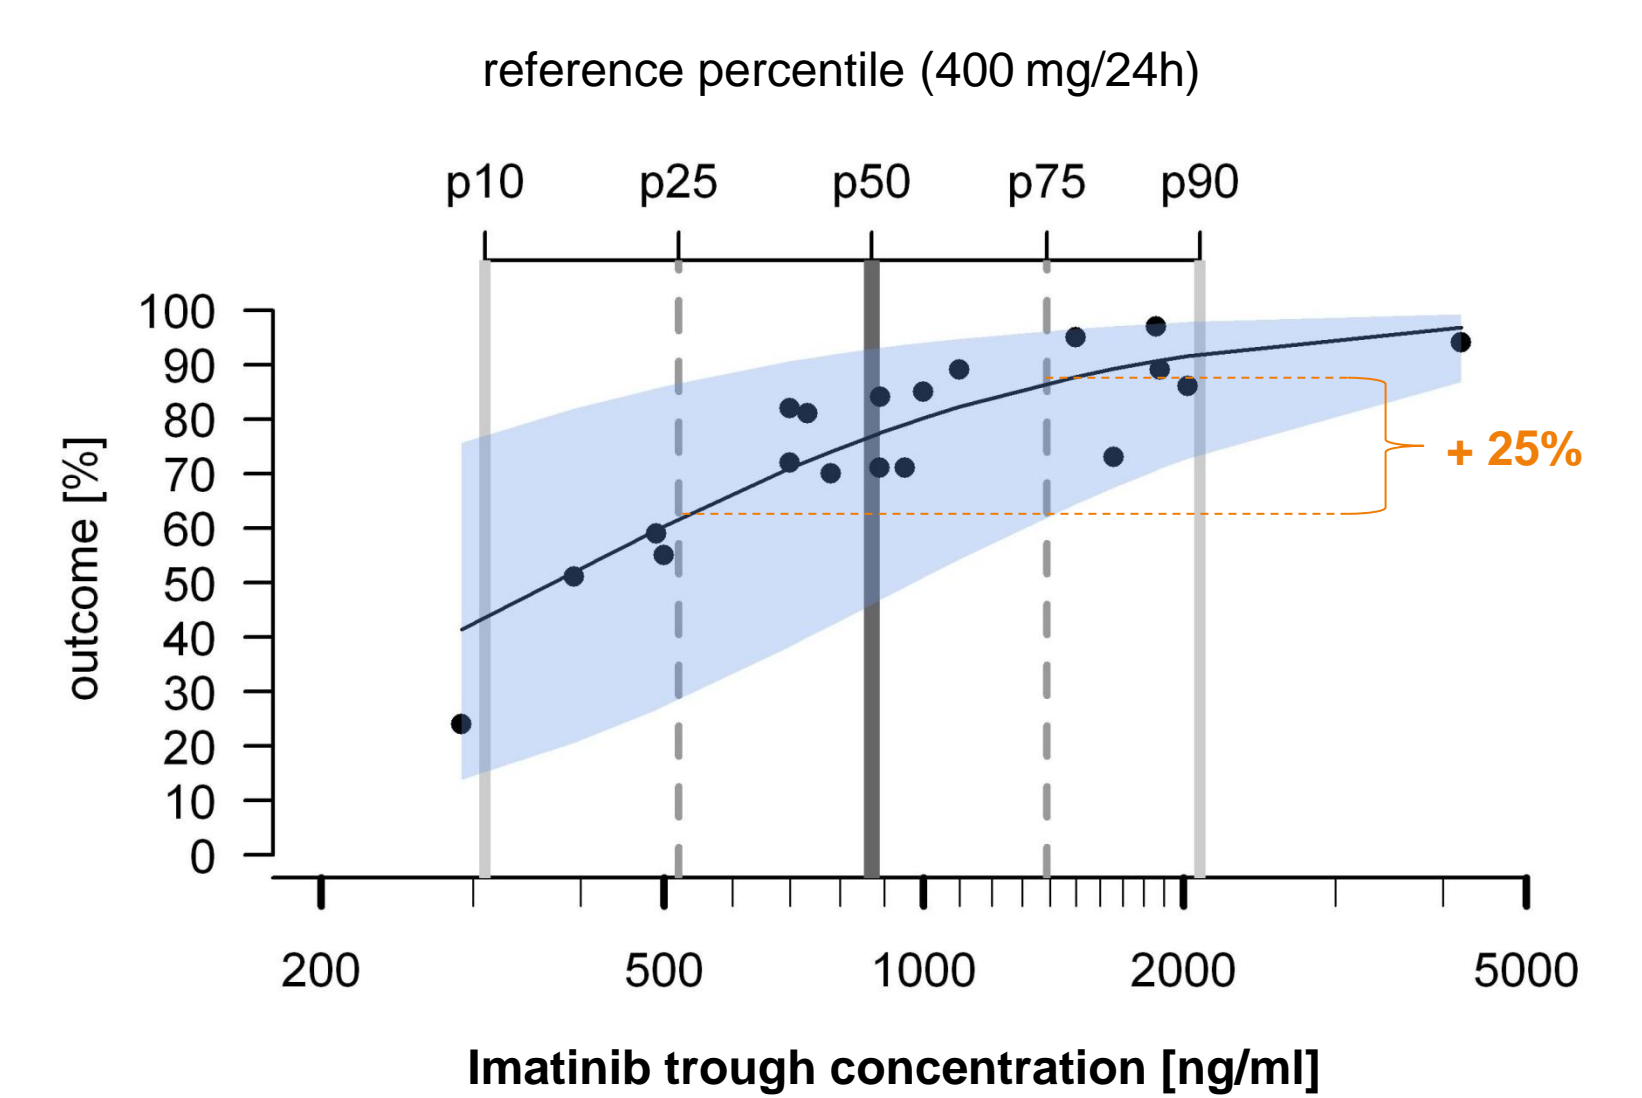 reference percentile (400 mg/24h)
p10 p25 p50 p75 p90
100
90
80
70
60
50
40
30
20
10
0
outcome [%]
+ 25%
200 500 1000 2000 5000
Imatinib trough concentration [ng/ml]